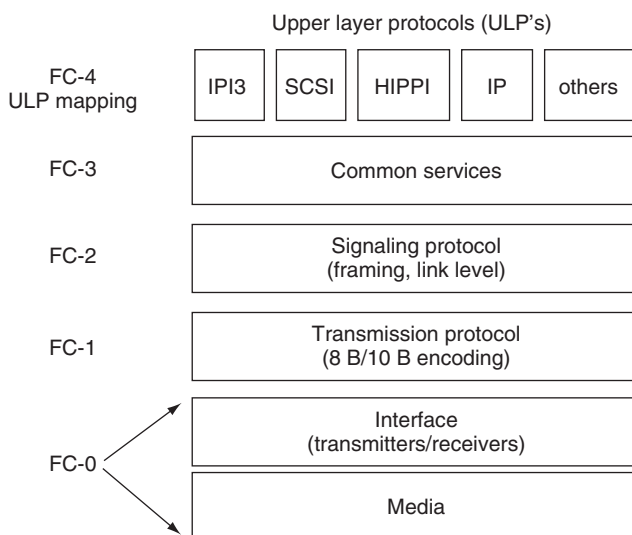 Upper layer protocols (ULP's)
FC-4
ULP mapping
IPI3
SCSI
HIPPI
IP
others
FC-3
Common services
FC-2
Signaling protocol
(framing, link level)
FC-1
Transmission protocol
(8 B/10 B encoding)
FC-0
Interface
(transmitters/receivers)
Media